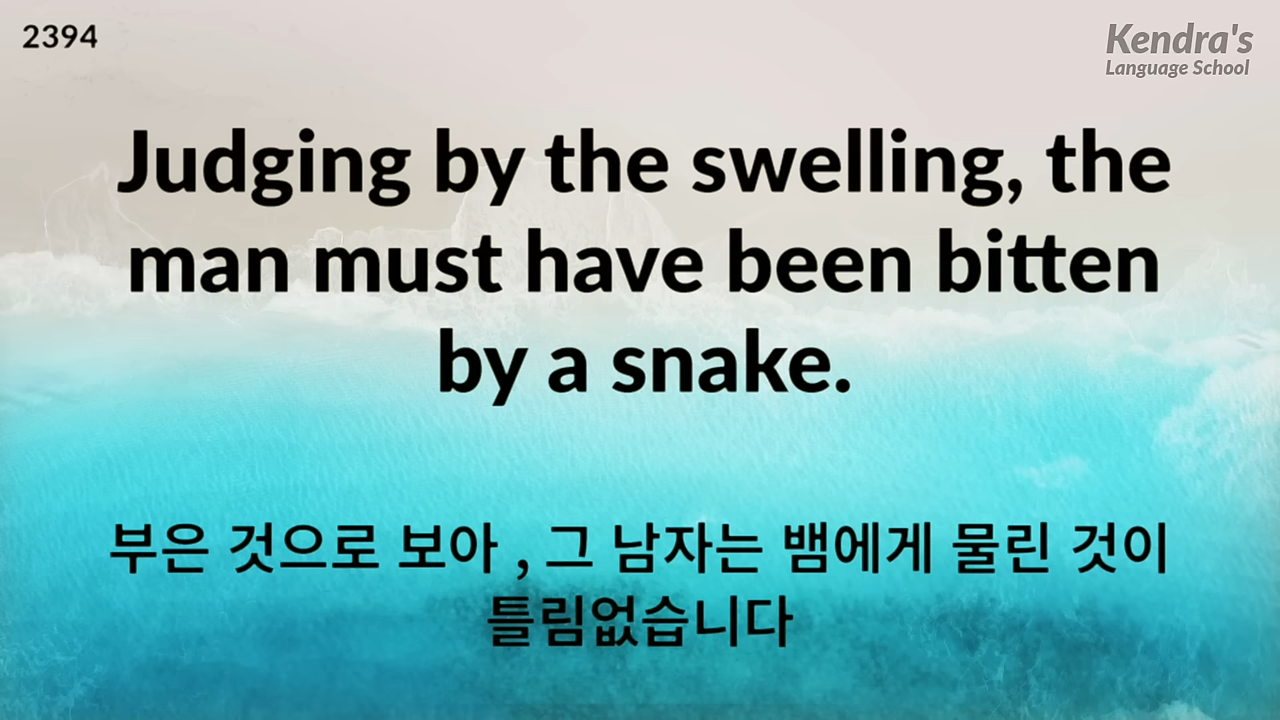 2394
Kendra's
Language School
Judging by the swelling, the
man must have been bitten
by a snake.
부은 것으로 보아 , 그 남자는 뱀에게 물린 것이
틀림없습니다